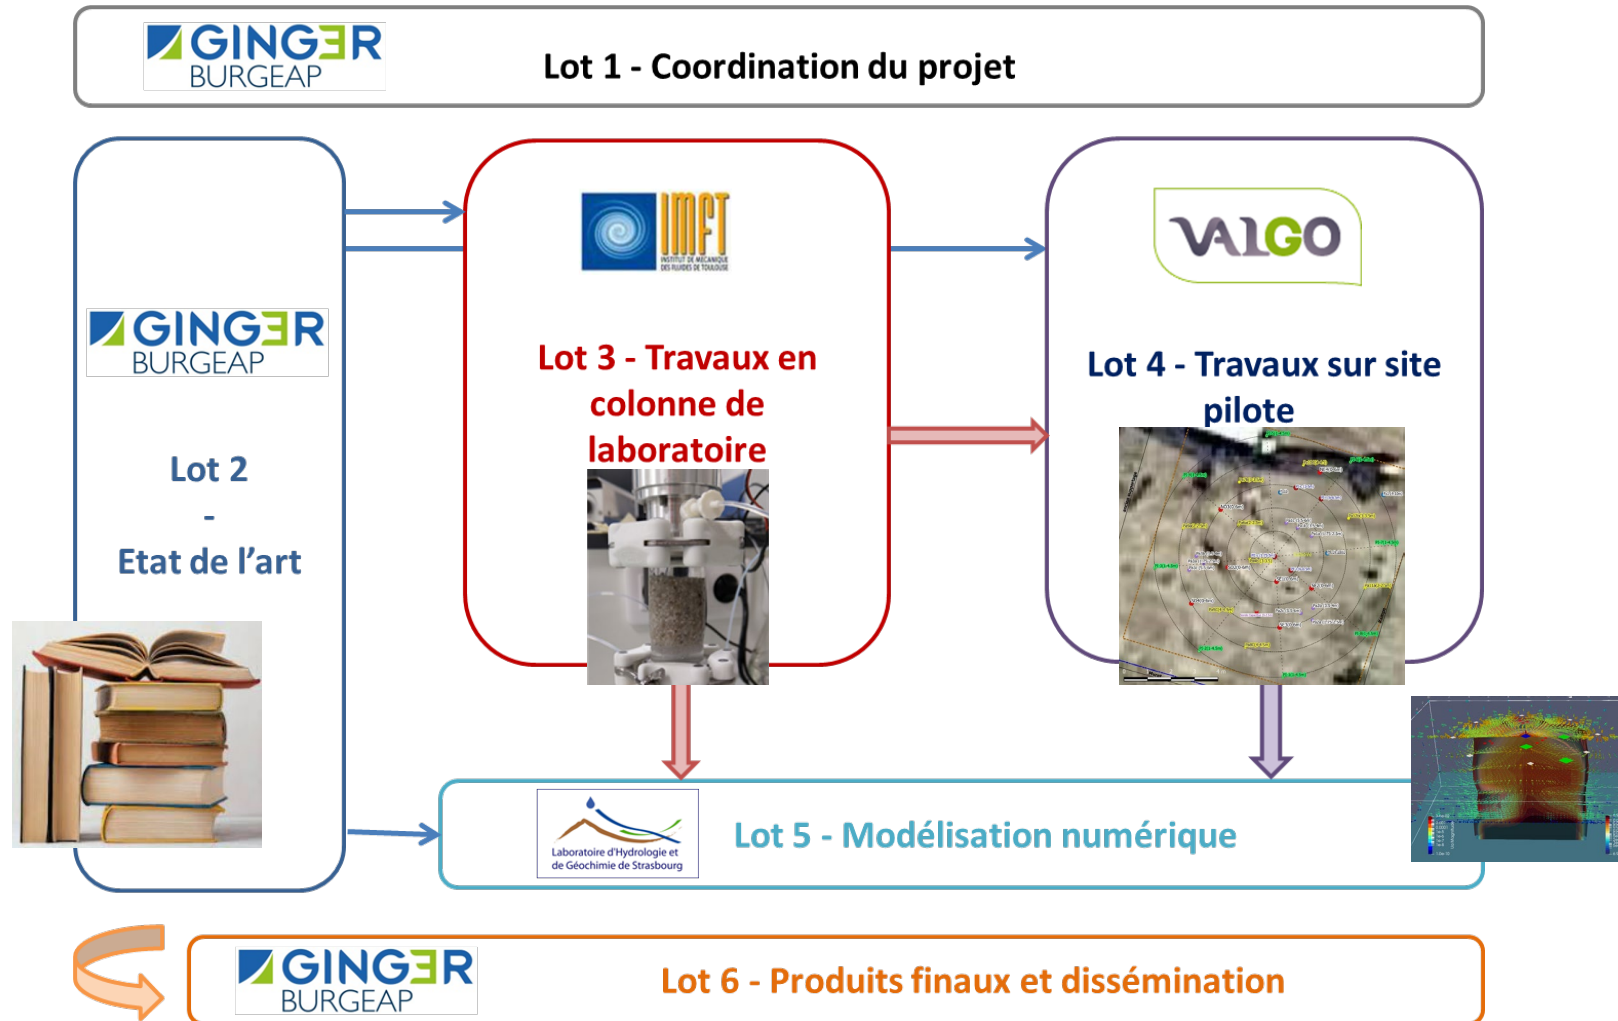 GINGER
BURGEAP
Lot 1 - Coordination du projet
GINGER
BURGEAP
Lot 2
-
Etat de l’art
IMFT
INSTITUT DE MECANIQUE
DES FLUIDES DE TOULOUSE
Lot 3 - Travaux en
colonne de
laboratoire
VALGO
Lot 4 - Travaux sur site
pilote
Laboratoire d'Hydrologie et
de Géochimie de Strasbourg
Lot 5 - Modélisation numérique
GINGER
BURGEAP
Lot 6 - Produits finaux et dissémination